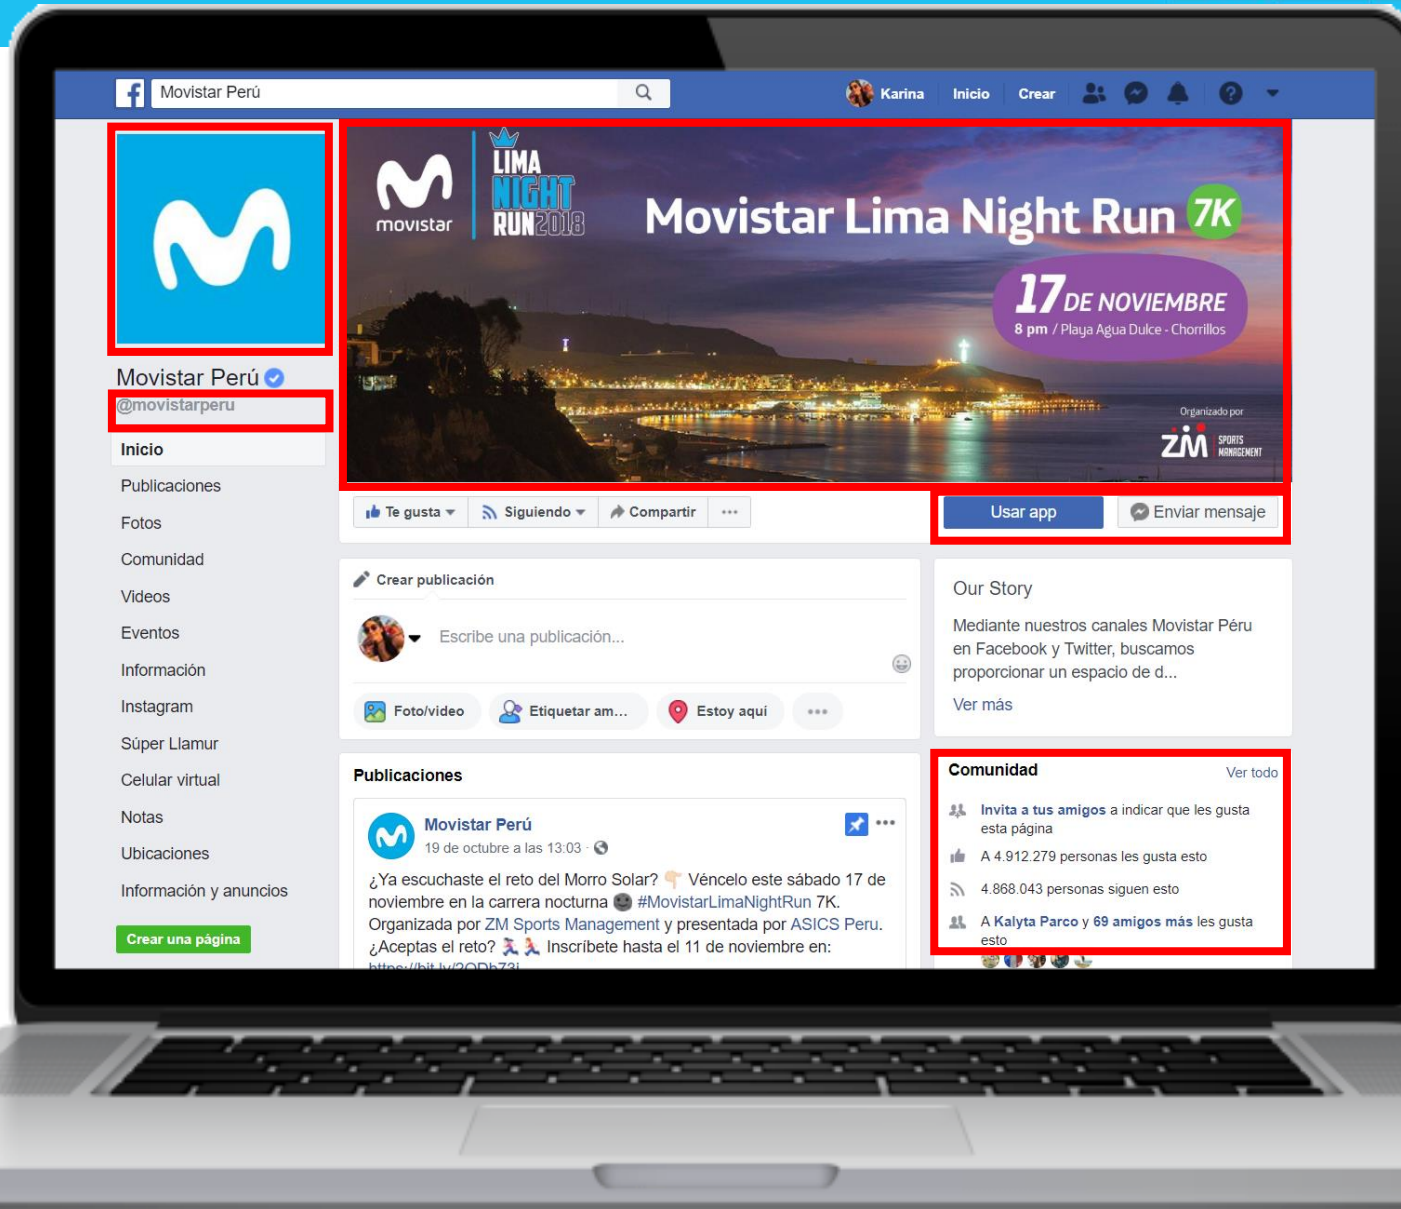 Movistar Perú
Karina
Inicio
Crear
movistar
LIMA
NIGHT
RUN2018
Movistar Lima Night Run 7K
17 DE NOVIEMBRE
8 pm / Playa Agua Dulce - Chorrillos
Organizado por
ZM SPORTS
MANAGEMENT
Movistar Perú
@movistarperu
Inicio
Publicaciones
Fotos
Comunidad
Videos
Eventos
Información
Instagram
Súper Llamur
Celular virtual
Notas
Ubicaciones
Información y anuncios
Crear una página
Te gusta
Siguiendo
Compartir
Usar app
Enviar mensaje
Crear publicación
Escribe una publicación...
Foto/video
Etiquetar am...
Estoy aquí
Publicaciones
Movistar Perú
19 de octubre a las 13:03 ·
¿Ya escuchaste el reto del Morro Solar? 👇🏻 Véncelo este sábado 17 de
noviembre en la carrera nocturna 🌚 #MovistarLimaNightRun 7K.
Organizada por ZM Sports Management y presentada por ASICS Peru.
¿Aceptas el reto? 🏃‍♀️🏃‍♀️ Inscríbete hasta el 11 de noviembre en:
Our Story
Mediante nuestros canales Movistar Péru
en Facebook y Twitter, buscamos
proporcionar un espacio de d...
Ver más
Comunidad
Ver todo
Invita a tus amigos a indicar que les gusta
esta página
A 4.912.279 personas les gusta esto
4.868.043 personas siguen esto
A Kalyta Parco y 69 amigos más les gusta
esto